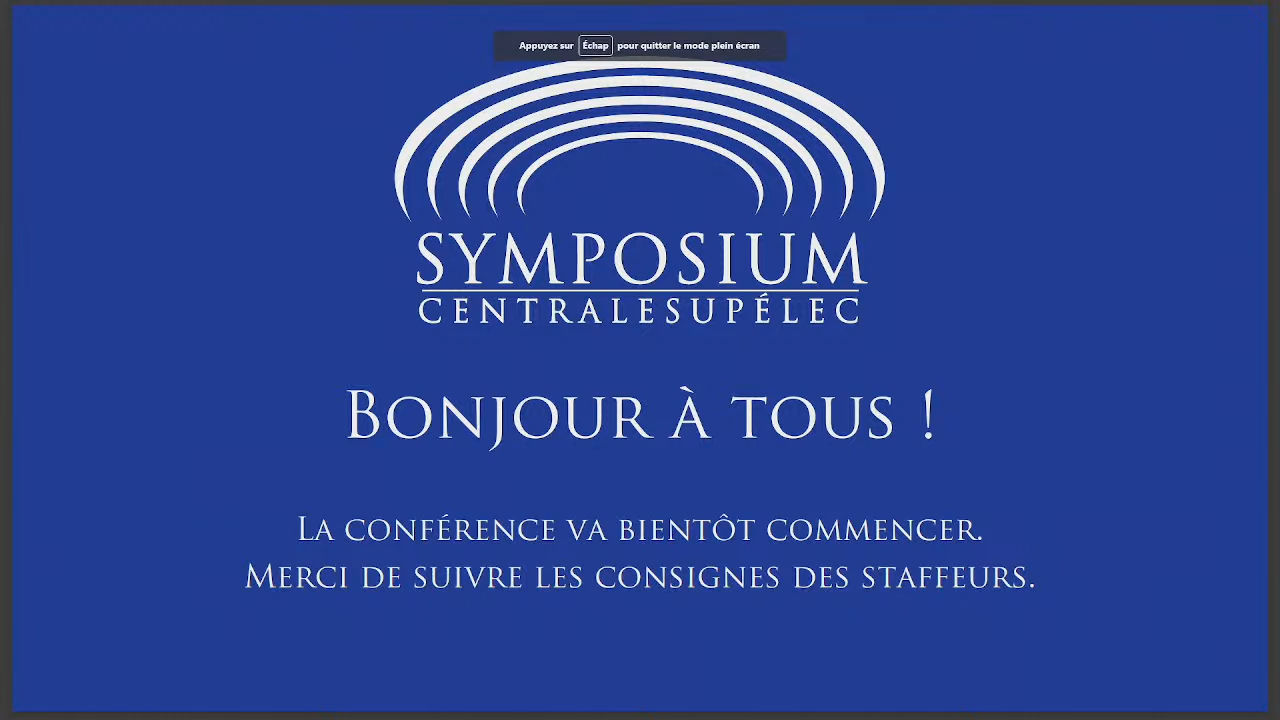 Appuyez sur Échap pour quitter le mode plein écran
SYMPOSIUM
CENTRALESUPÉLEC
BONJOUR À TOUS !
LA CONFÉRENCE VA BIENTÔT COMMENCER.
MERCI DE SUIVRE LES CONSIGNES DES STAFFEURS.